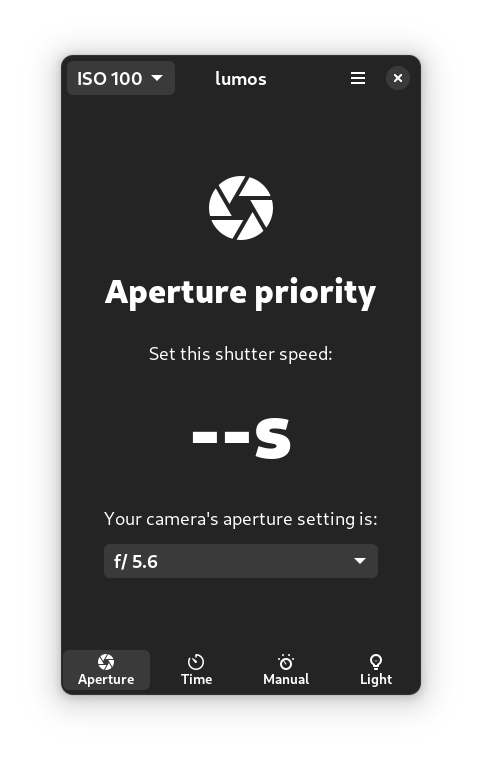 ISO 100
lumos
Aperture priority
Set this shutter speed:
--s
Your camera's aperture setting is:
f/ 5.6
Aperture
Time
Manual
Light